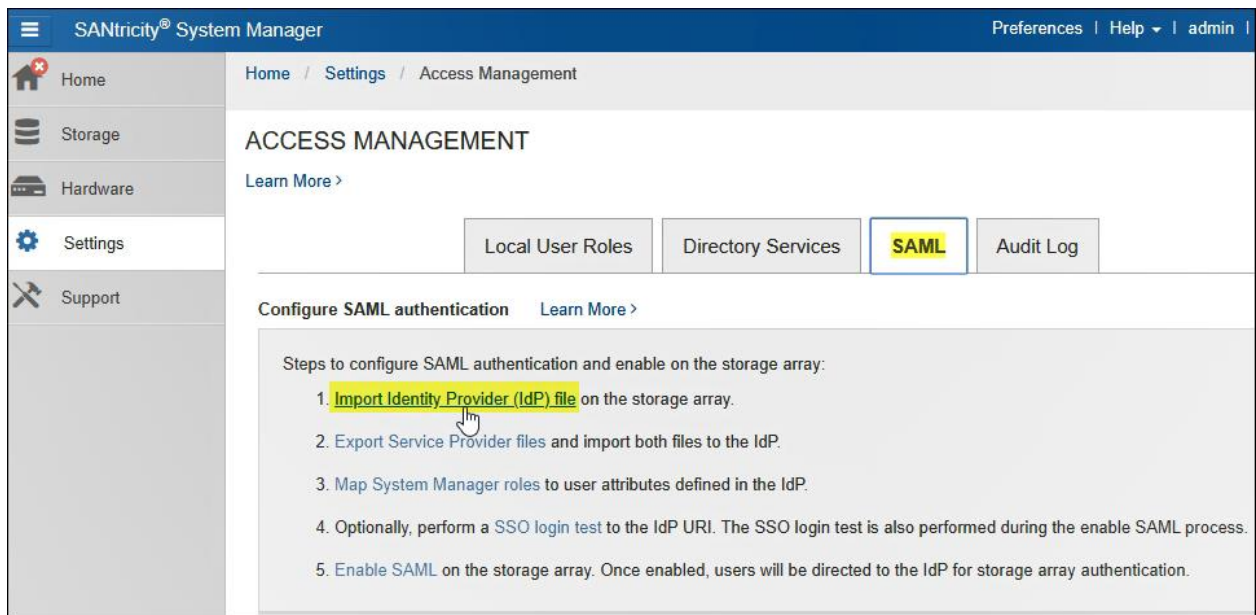 SANtricity® System Manager
Preferences | Help | admin |
Home
Storage
Hardware
Settings
Support
Home / Settings / Access Management
ACCESS MANAGEMENT
Learn More >
Local User Roles
Directory Services
SAML
Audit Log
Configure SAML authentication Learn More >
Steps to configure SAML authentication and enable on the storage array:
1. Import Identity Provider (IdP) file on the storage array.
2. Export Service Provider files and import both files to the IdP.
3. Map System Manager roles to user attributes defined in the IdP.
4. Optionally, perform a SSO login test to the IdP URI. The SSO login test is also performed during the enable SAML process.
5. Enable SAML on the storage array. Once enabled, users will be directed to the IdP for storage array authentication.